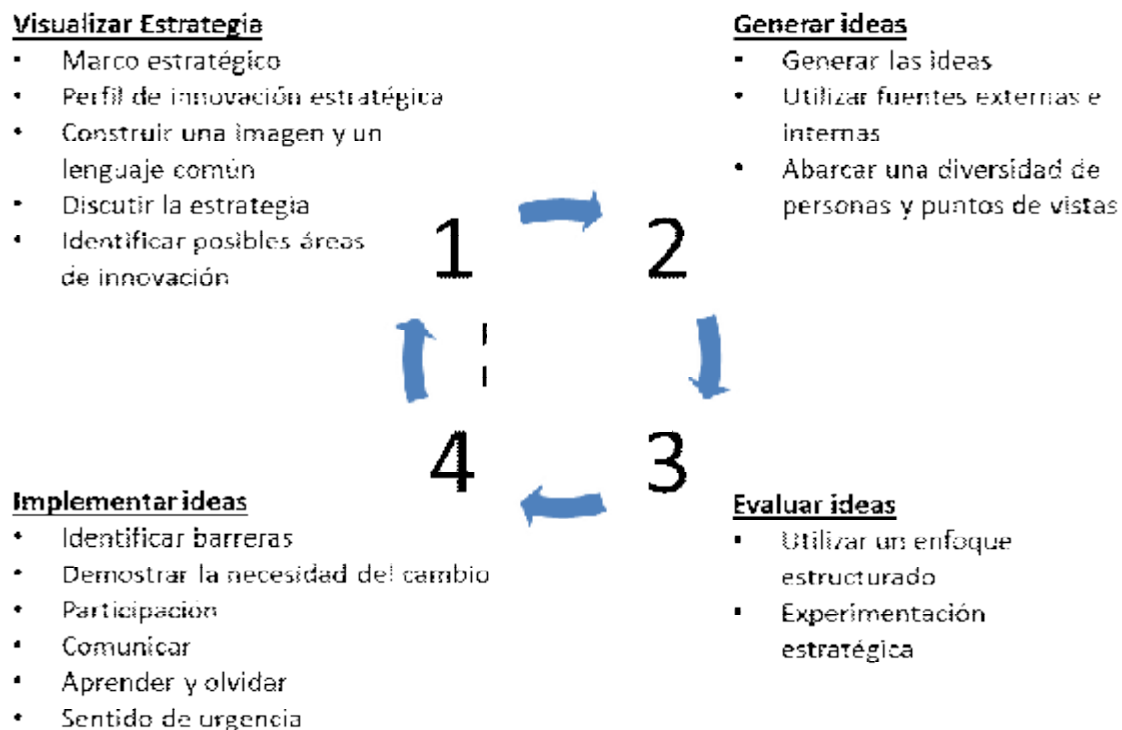 Visualizar Estrategia
• Marco estratégico
• Perfil de innovación estratégica
• Construir una imagen y un
lenguaje común
• Discutir la estrategia
• Identificar posibles áreas
de innovación
Generar ideas
• Generar las ideas
• Utilizar fuentes externas e
internas
• Abarcar una diversidad de
personas y puntos de vistas
1
2
4
3
Implementar ideas
• Identificar barreras
• Demostrar la necesidad del cambio
• Participación
• Comunicar
• Aprender y olvidar
• Sentido de urgencia
Evaluar ideas
• Utilizar un enfoque
estructurado
• Experimentación
estratégica